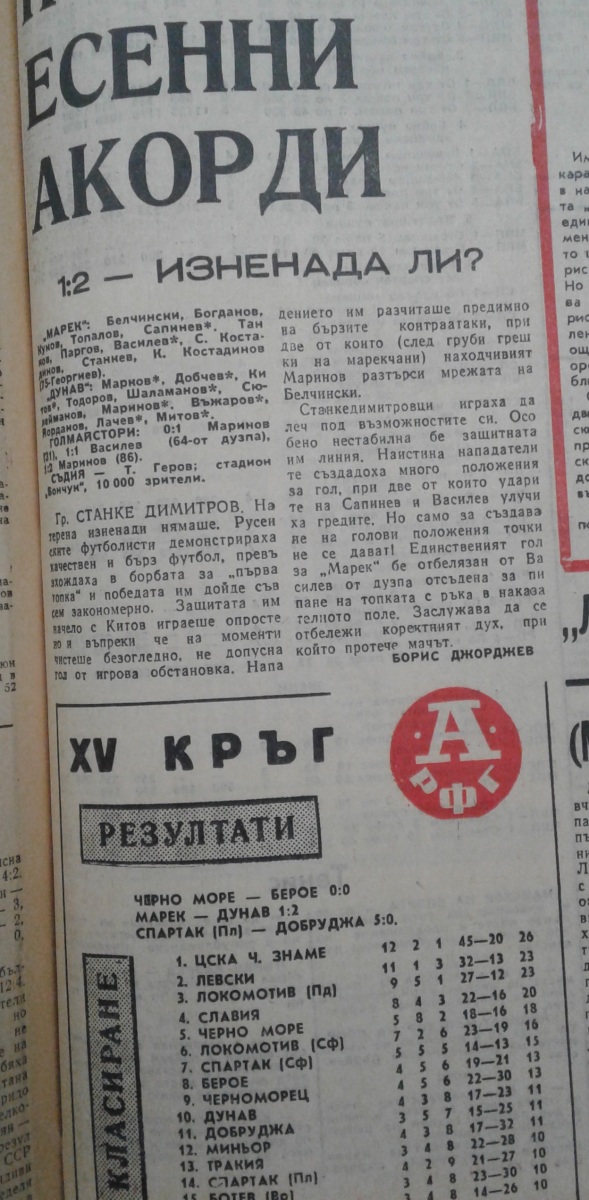 ЕСЕННИ
АКОРДИ
1:2 — ИЗНЕНАДА ЛИ?
„МАРЕК“: Белчински, Богданов,
Куков, Топалов, Сапинев*. Тан
ков, Паргов, Василев*, С. Коста-
динов, Станнев, К. Костадинов
(75-Георгиев).
„ДУНАВ“: Марков*, Добчев*, Ки
тов*, Тодоров, Шаламанов*, Сю-
лейманов, Маринов*. Въжаров*,
Йорданов, Лачев*, Митов*.
ГОЛМАЙСТОРИ: 0:1 Маринов
(31), 1:1 Василев (64-от дузпа),
1:2 Маринов (86).
СЪДИЯ — Т. Геров; стадион
„Бончук“, 10 000 зрители.
Гр. СТАНКЕ ДИМИТРОВ. На
терена изненади нямаше. Русен
ските футболисти демонстрираха
качествен и бърз футбол, превъ
зхождаха в борбата за „първа
топка“ и победата им дойде съв
сем закономерно. Защитата им
начело с Китов играеше опросте
но и въпреки че на моменти
чистеше безогледно, не допусна
гол от игрова обстановка. Напа
дението им разчиташе предимно
на бързите контраатаки, при
две от които (след груби греш
ки на марекчани) находчивият
Маринов разтърси мрежата на
Белчински.
Станкедимитровци играха да
леч под възможностите си. Осо
бено нестабилна бе защитната
им линия. Наистина нападатели
те създадоха много положения
за гол, при две от които удари
те на Сапинев и Василев улучи
ха гредите. Но само за създава
не на голови положения точки
не се дават! Единственият гол
за „Марек“ бе отбелязан от Ва
силев от дузпа отсъдена за пи
пане на топката с ръка в наказа
телното поле. Заслужава да се
отбележи коректният дух, при
който протече мачът.
БОРИС ДЖОРДЖЕВ
XV КРЪГ
А
РФГ
РЕЗУЛТАТИ
ЧЕРНО МОРЕ — БЕРОЕ 0:0
МАРЕК — ДУНАВ 1:2
СПАРТАК (Пл) — ДОБРУДЖА 5:0.
КЛАСИРАНЕ
1. ЦСКА Ч. ЗНАМЕ 12 2 1 45—20 26
2. ЛЕВСКИ 11 1 3 32—13 23
3. ЛОКОМОТИВ (Пд) 9 5 1 27—12 23
4. СЛАВИЯ 8 4 3 22—16 20
5. ЧЕРНО МОРЕ 5 8 2 18—16 18
6. ЛОКОМОТИВ (Сф) 7 2 6 23—19 16
7. СПАРТАК (Сф) 5 5 5 14—13 15
8. БЕРОЕ 4 5 6 19—21 13
9. ЧЕРНОМОРЕЦ 4 5 6 22—30 13
10. ДУНАВ 4 3 8 17—23 11
11. ДОБРУДЖА 3 5 7 15—25 11
12. МИНЬОР 4 3 8 17—32 11
13. ТРАКИЯ 3 4 8 22—28 10
14. СПАРТАК (Пл) 4 2 9 21—27 10
15. БОТЕВ (Вр) 3 4 8 23—30 10
14—26 10